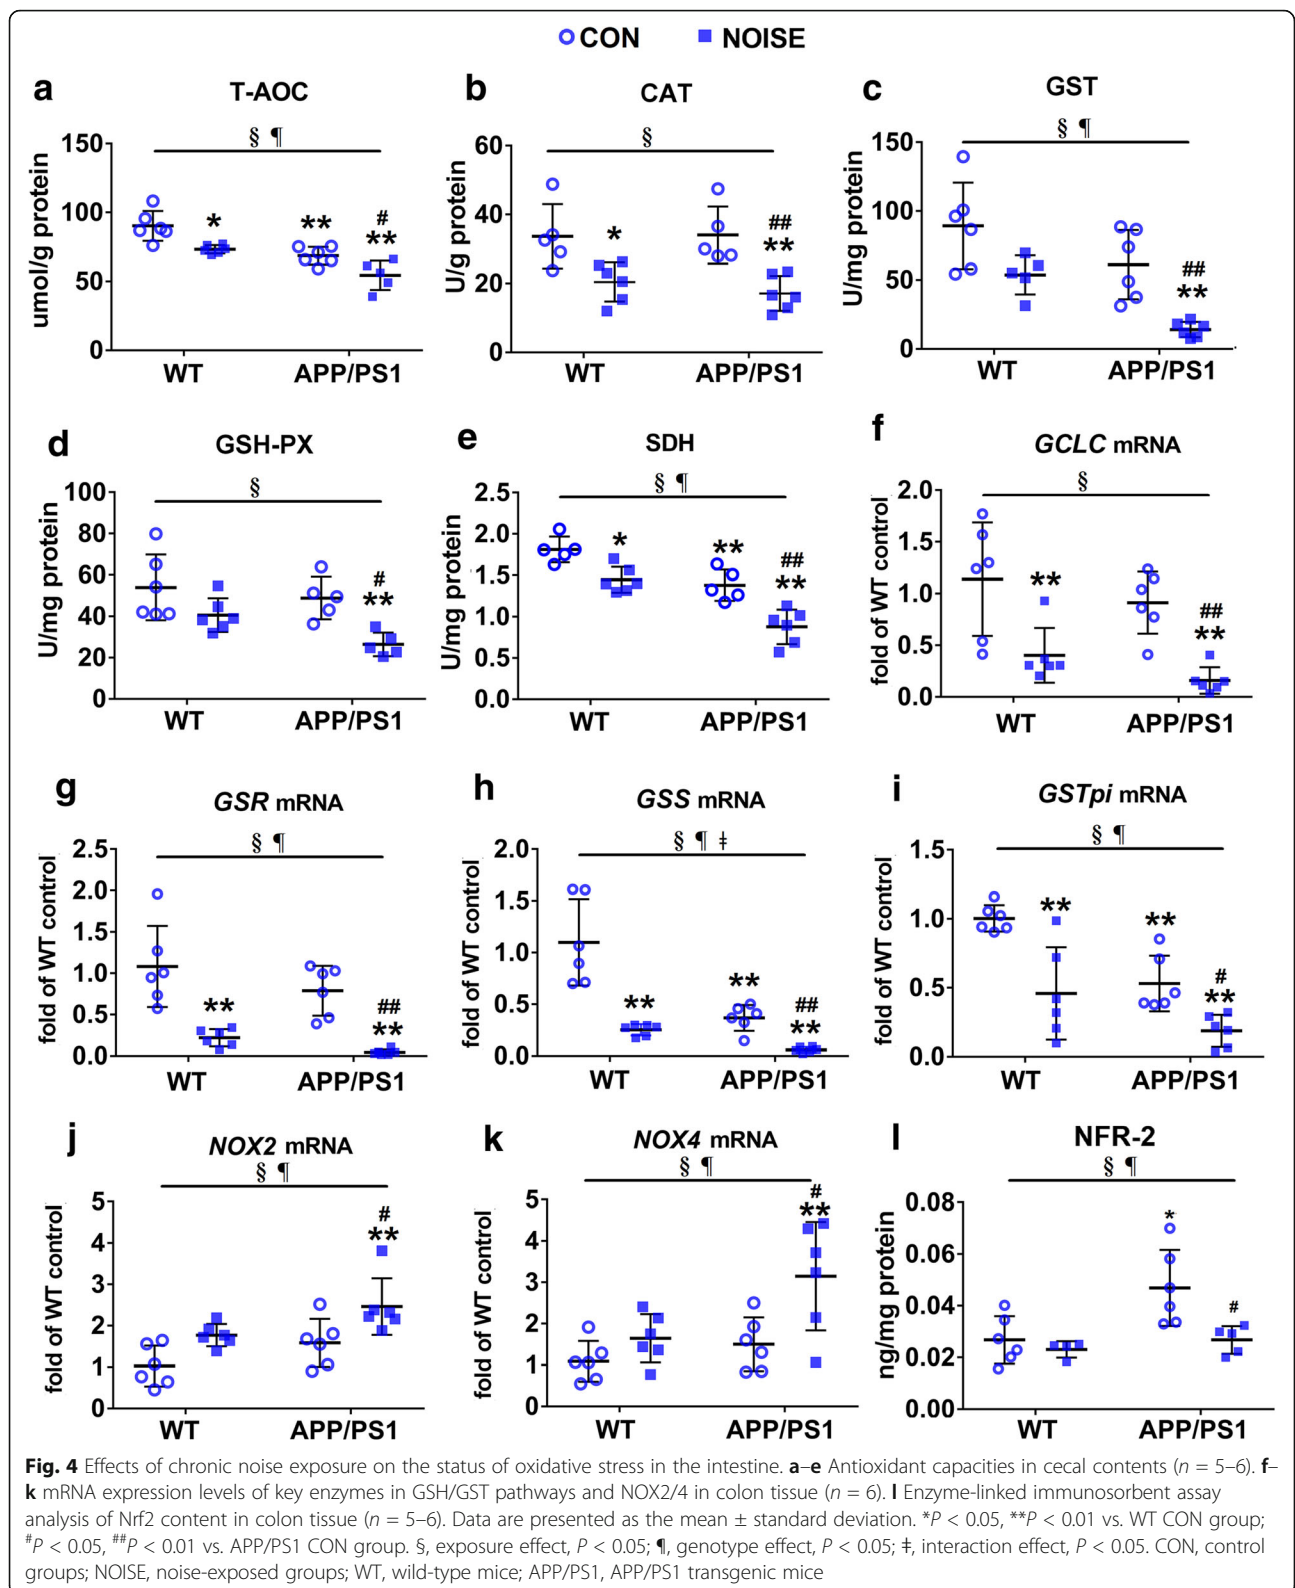 CON NOISE
a T-AOC
§ ¶
umol/g protein
150
100
50
0
*
**
#
**
WT APP/PS1
b CAT
§
U/g protein
60
40
20
0
*
##
**
WT APP/PS1
c GST
§ ¶
U/mg protein
150
100
50
0
##
**
WT APP/PS1
d GSH-PX
§
U/mg protein
100
80
60
40
20
0
#
**
WT APP/PS1
e SDH
§ ¶
U/mg protein
2.5
2.0
1.5
1.0
0.5
0.0
*
**
##
**
WT APP/PS1
f GCLC mRNA
§
fold of WT control
2.0
1.5
1.0
0.5
0.0
**
##
**
WT APP/PS1
g GSR mRNA
§ ¶
fold of WT control
2.5
2.0
1.5
1.0
0.5
0.0
**
##
**
WT APP/PS1
h GSS mRNA
§ ¶ ‡
fold of WT control
2.0
1.5
1.0
0.5
0.0
**
**
##
**
WT APP/PS1
i GSTpi mRNA
§ ¶
fold of WT control
1.5
1.0
0.5
0.0
**
**
#
**
WT APP/PS1
j NOX2 mRNA
§ ¶
fold of WT control
5
4
3
2
1
0
#
**
WT APP/PS1
k NOX4 mRNA
§ ¶
fold of WT control
5
4
3
2
1
0
#
**
WT APP/PS1
l NFR-2
§ ¶
ng/mg protein
0.08
0.06
0.04
0.02
0.00
*
#
WT APP/PS1
Fig. 4 Effects of chronic noise exposure on the status of oxidative stress in the intestine. a–e Antioxidant capacities in cecal contents (n = 5–6). f–
k mRNA expression levels of key enzymes in GSH/GST pathways and NOX2/4 in colon tissue (n = 6). l Enzyme-linked immunosorbent assay
analysis of Nrf2 content in colon tissue (n = 5–6). Data are presented as the mean ± standard deviation. *P < 0.05, **P < 0.01 vs. WT CON group;
#P < 0.05, ##P < 0.01 vs. APP/PS1 CON group. §, exposure effect, P < 0.05; ¶, genotype effect, P < 0.05; ‡, interaction effect, P < 0.05. CON, control
groups; NOISE, noise-exposed groups; WT, wild-type mice; APP/PS1, APP/PS1 transgenic mice